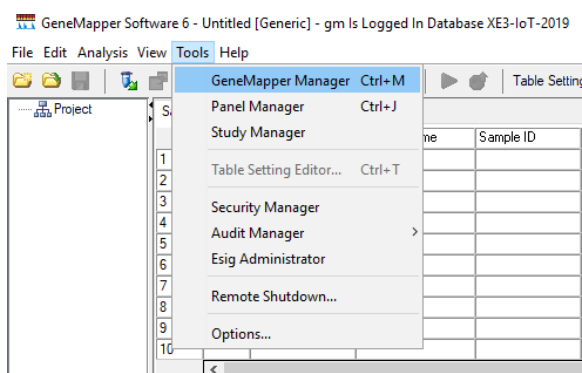 GeneMapper Software 6 - Untitled [Generic] - gm Is Logged In Database XE3-IoT-2019
File Edit Analysis View Tools Help
Table Setting
Project
GeneMapper Manager Ctrl+M
Panel Manager Ctrl+J
Study Manager
Table Setting Editor... Ctrl+T
Security Manager
Audit Manager
Esig Administrator
Remote Shutdown...
Options...
Sample ID
1
2
3
4
5
6
7
8
9
10